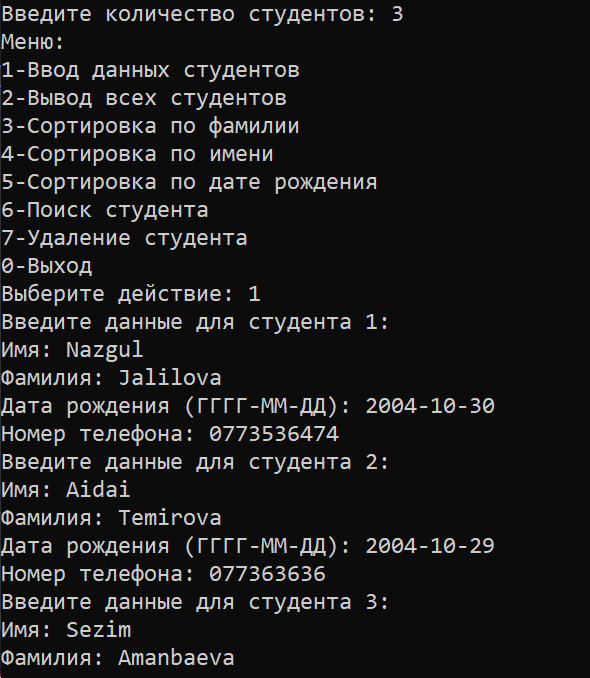 Введите количество студентов: 3
Меню:
1-Ввод данных студентов
2-Вывод всех студентов
3-Сортировка по фамилии
4-Сортировка по имени
5-Сортировка по дате рождения
6-Поиск студента
7-Удаление студента
0-Выход
Выберите действие: 1
Введите данные для студента 1:
Имя: Nazgul
Фамилия: Jalilova
Дата рождения (ГГГГ-ММ-ДД): 2004-10-30
Номер телефона: 0773536474
Введите данные для студента 2:
Имя: Aidai
Фамилия: Temirova
Дата рождения (ГГГГ-ММ-ДД): 2004-10-29
Номер телефона: 077363636
Введите данные для студента 3:
Имя: Sezim
Фамилия: Amanbaeva